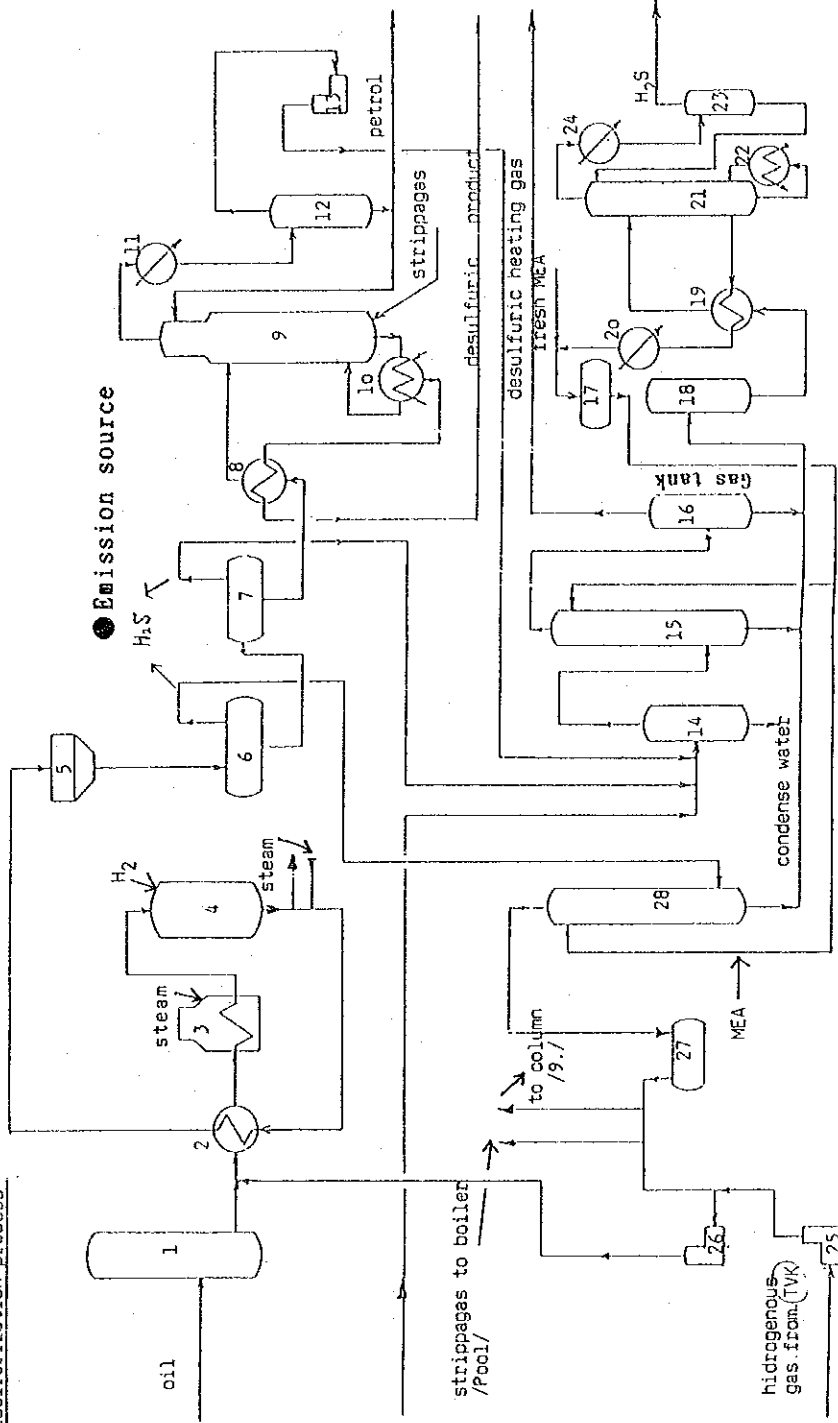 ● Emission source
oil
1
2
steam
3
H2
4
steam
5
H₂S
6
7
8
9
10
11
12
13
petrol
strippagas
desulfuric product
desulfuric heating gas
fresh MEA
H₂S
14
condense water
15
16
Gas tank
17
18
19
20
21
22
23
24
strippagas to boiler
/Pool/
to column
/9./
hidrogenous
gas from (TVK)
25
26
27
28
MEA